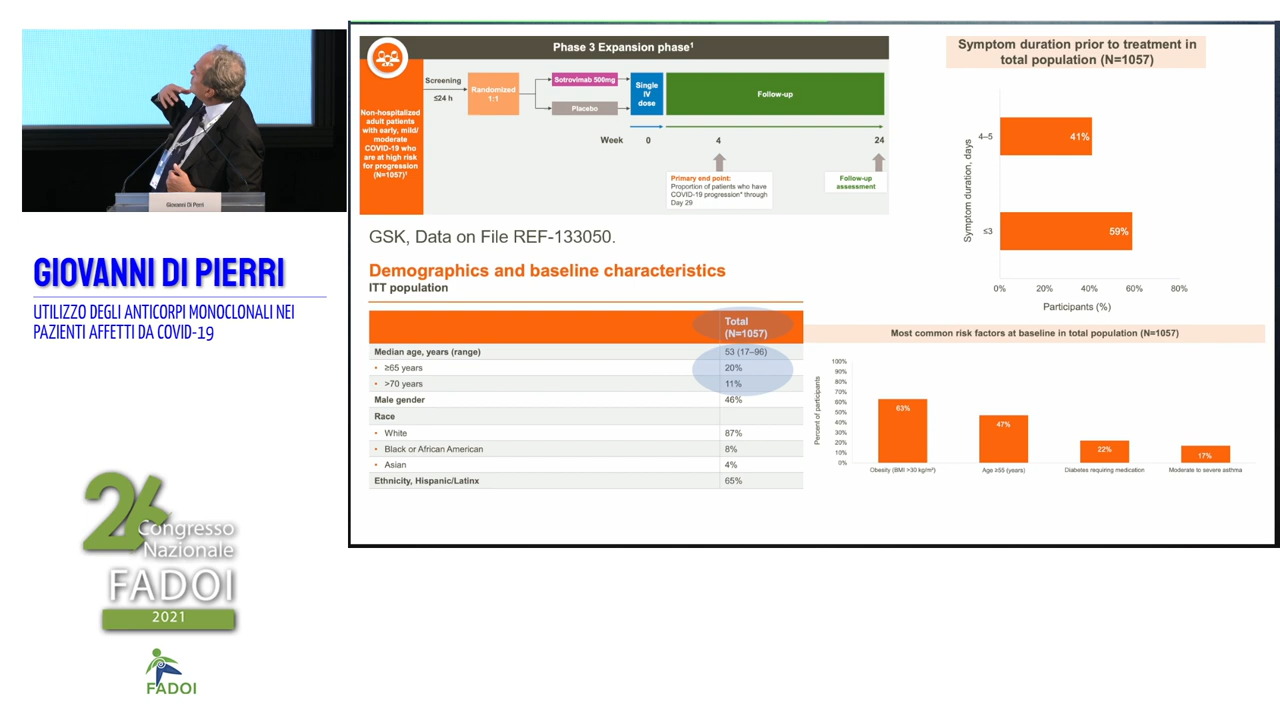 Giovanni Di Perri
GIOVANNI DI PIERRI
UTILIZZO DEGLI ANTICORPI MONOCLONALI NEI
PAZIENTI AFFETTI DA COVID-19
26
Congresso
Nazionale
FADOI
2021
FADOI
Phase 3 Expansion phase¹
Non-hospitalized
adult patients
with early, mild/
moderate
COVID-19 who
are at high risk
for progression
(N=1057)¹
Screening
≤24 h
Randomized
1:1
Sotrovimab 500mg
Placebo
Single
IV
dose
Follow-up
Week 0 4 24
Primary end point:
Proportion of patients who have
COVID-19 progression* through
Day 29
Follow-up
assessment
GSK, Data on File REF-133050.
Demographics and baseline characteristics
ITT population
Total
(N=1057)
Median age, years (range) 53 (17–96)
• ≥65 years 20%
• >70 years 11%
Male gender 46%
Race
• White 87%
• Black or African American 8%
• Asian 4%
Ethnicity, Hispanic/Latinx 65%
Symptom duration prior to treatment in
total population (N=1057)
Symptom duration, days
4–5 41%
≤3 59%
0% 20% 40% 60% 80%
Participants (%)
Most common risk factors at baseline in total population (N=1057)
Percent of participants
100%
90%
80%
70%
60%
50%
40%
30%
20%
10%
0%
63%
47%
22%
17%
Obesity (BMI >30 kg/m²) Age ≥55 (years) Diabetes requiring medication Moderate to severe asthma